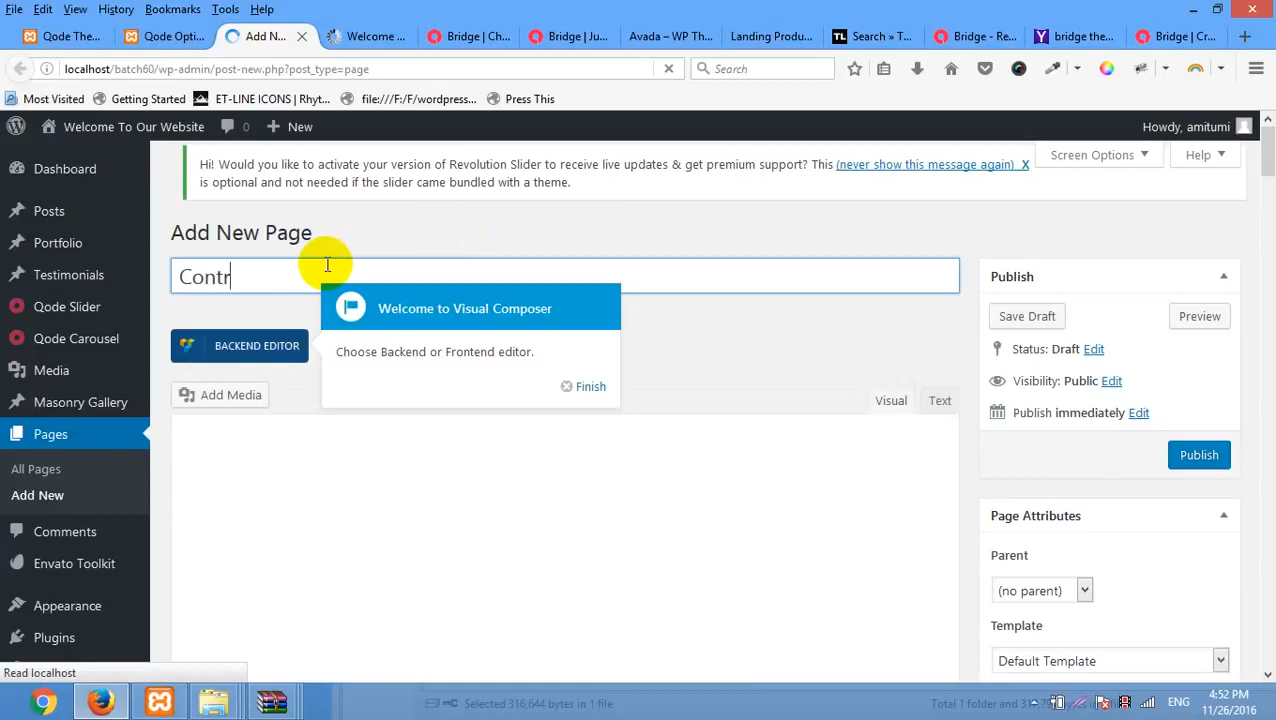 File Edit View History Bookmarks Tools Help
Qode The... Qode Optio... Add N... Welcome ... Bridge | Ch... Bridge | Ju... Avada – WP Th... Landing Produ... Search » T... Bridge - Re... bridge the... Bridge | Cr...
localhost/batch60/wp-admin/post-new.php?post_type=page Search
Most Visited Getting Started ET-LINE ICONS | Rhyt... file:///F:/F/wordpress... Press This
Welcome To Our Website 0 New Howdy, amitumi
Hi! Would you like to activate your version of Revolution Slider to receive live updates & get premium support? This (never show this message again) X
is optional and not needed if the slider came bundled with a theme.
Screen Options Help
Dashboard
Posts
Portfolio
Testimonials
Qode Slider
Qode Carousel
Media
Masonry Gallery
Pages
All Pages
Add New
Comments
Envato Toolkit
Appearance
Plugins
Add New Page
Contr
Welcome to Visual Composer
BACKEND EDITOR
Choose Backend or Frontend editor.
Finish
Add Media
Visual Text
Publish
Save Draft Preview
Status: Draft Edit
Visibility: Public Edit
Publish immediately Edit
Publish
Page Attributes
Parent
(no parent)
Template
Default Template
Read localhost
Selected 316,644 bytes in 1 file
Total 1 folder and
ENG
4:52 PM
11/26/2016